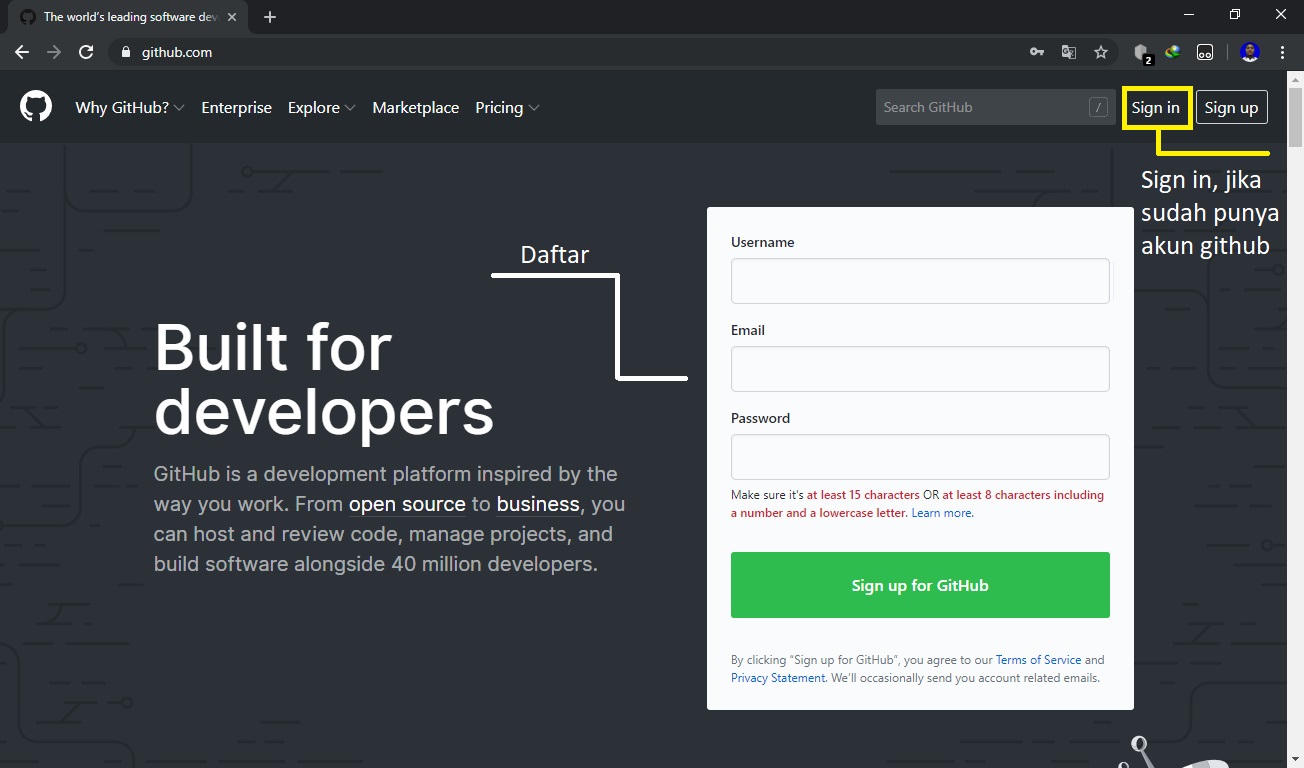 The world's leading software dev
github.com
2
Why GitHub?
Enterprise
Explore
Marketplace
Pricing
Search GitHub
/
Sign in
Sign up
Sign in, jika
sudah punya
akun github
Daftar
Built for
developers
GitHub is a development platform inspired by the
way you work. From open source to business, you
can host and review code, manage projects, and
build software alongside 40 million developers.
Username
Email
Password
Make sure it's at least 15 characters OR at least 8 characters including
a number and a lowercase letter. Learn more.
Sign up for GitHub
By clicking “Sign up for GitHub”, you agree to our Terms of Service and
Privacy Statement. We'll occasionally send you account related emails.